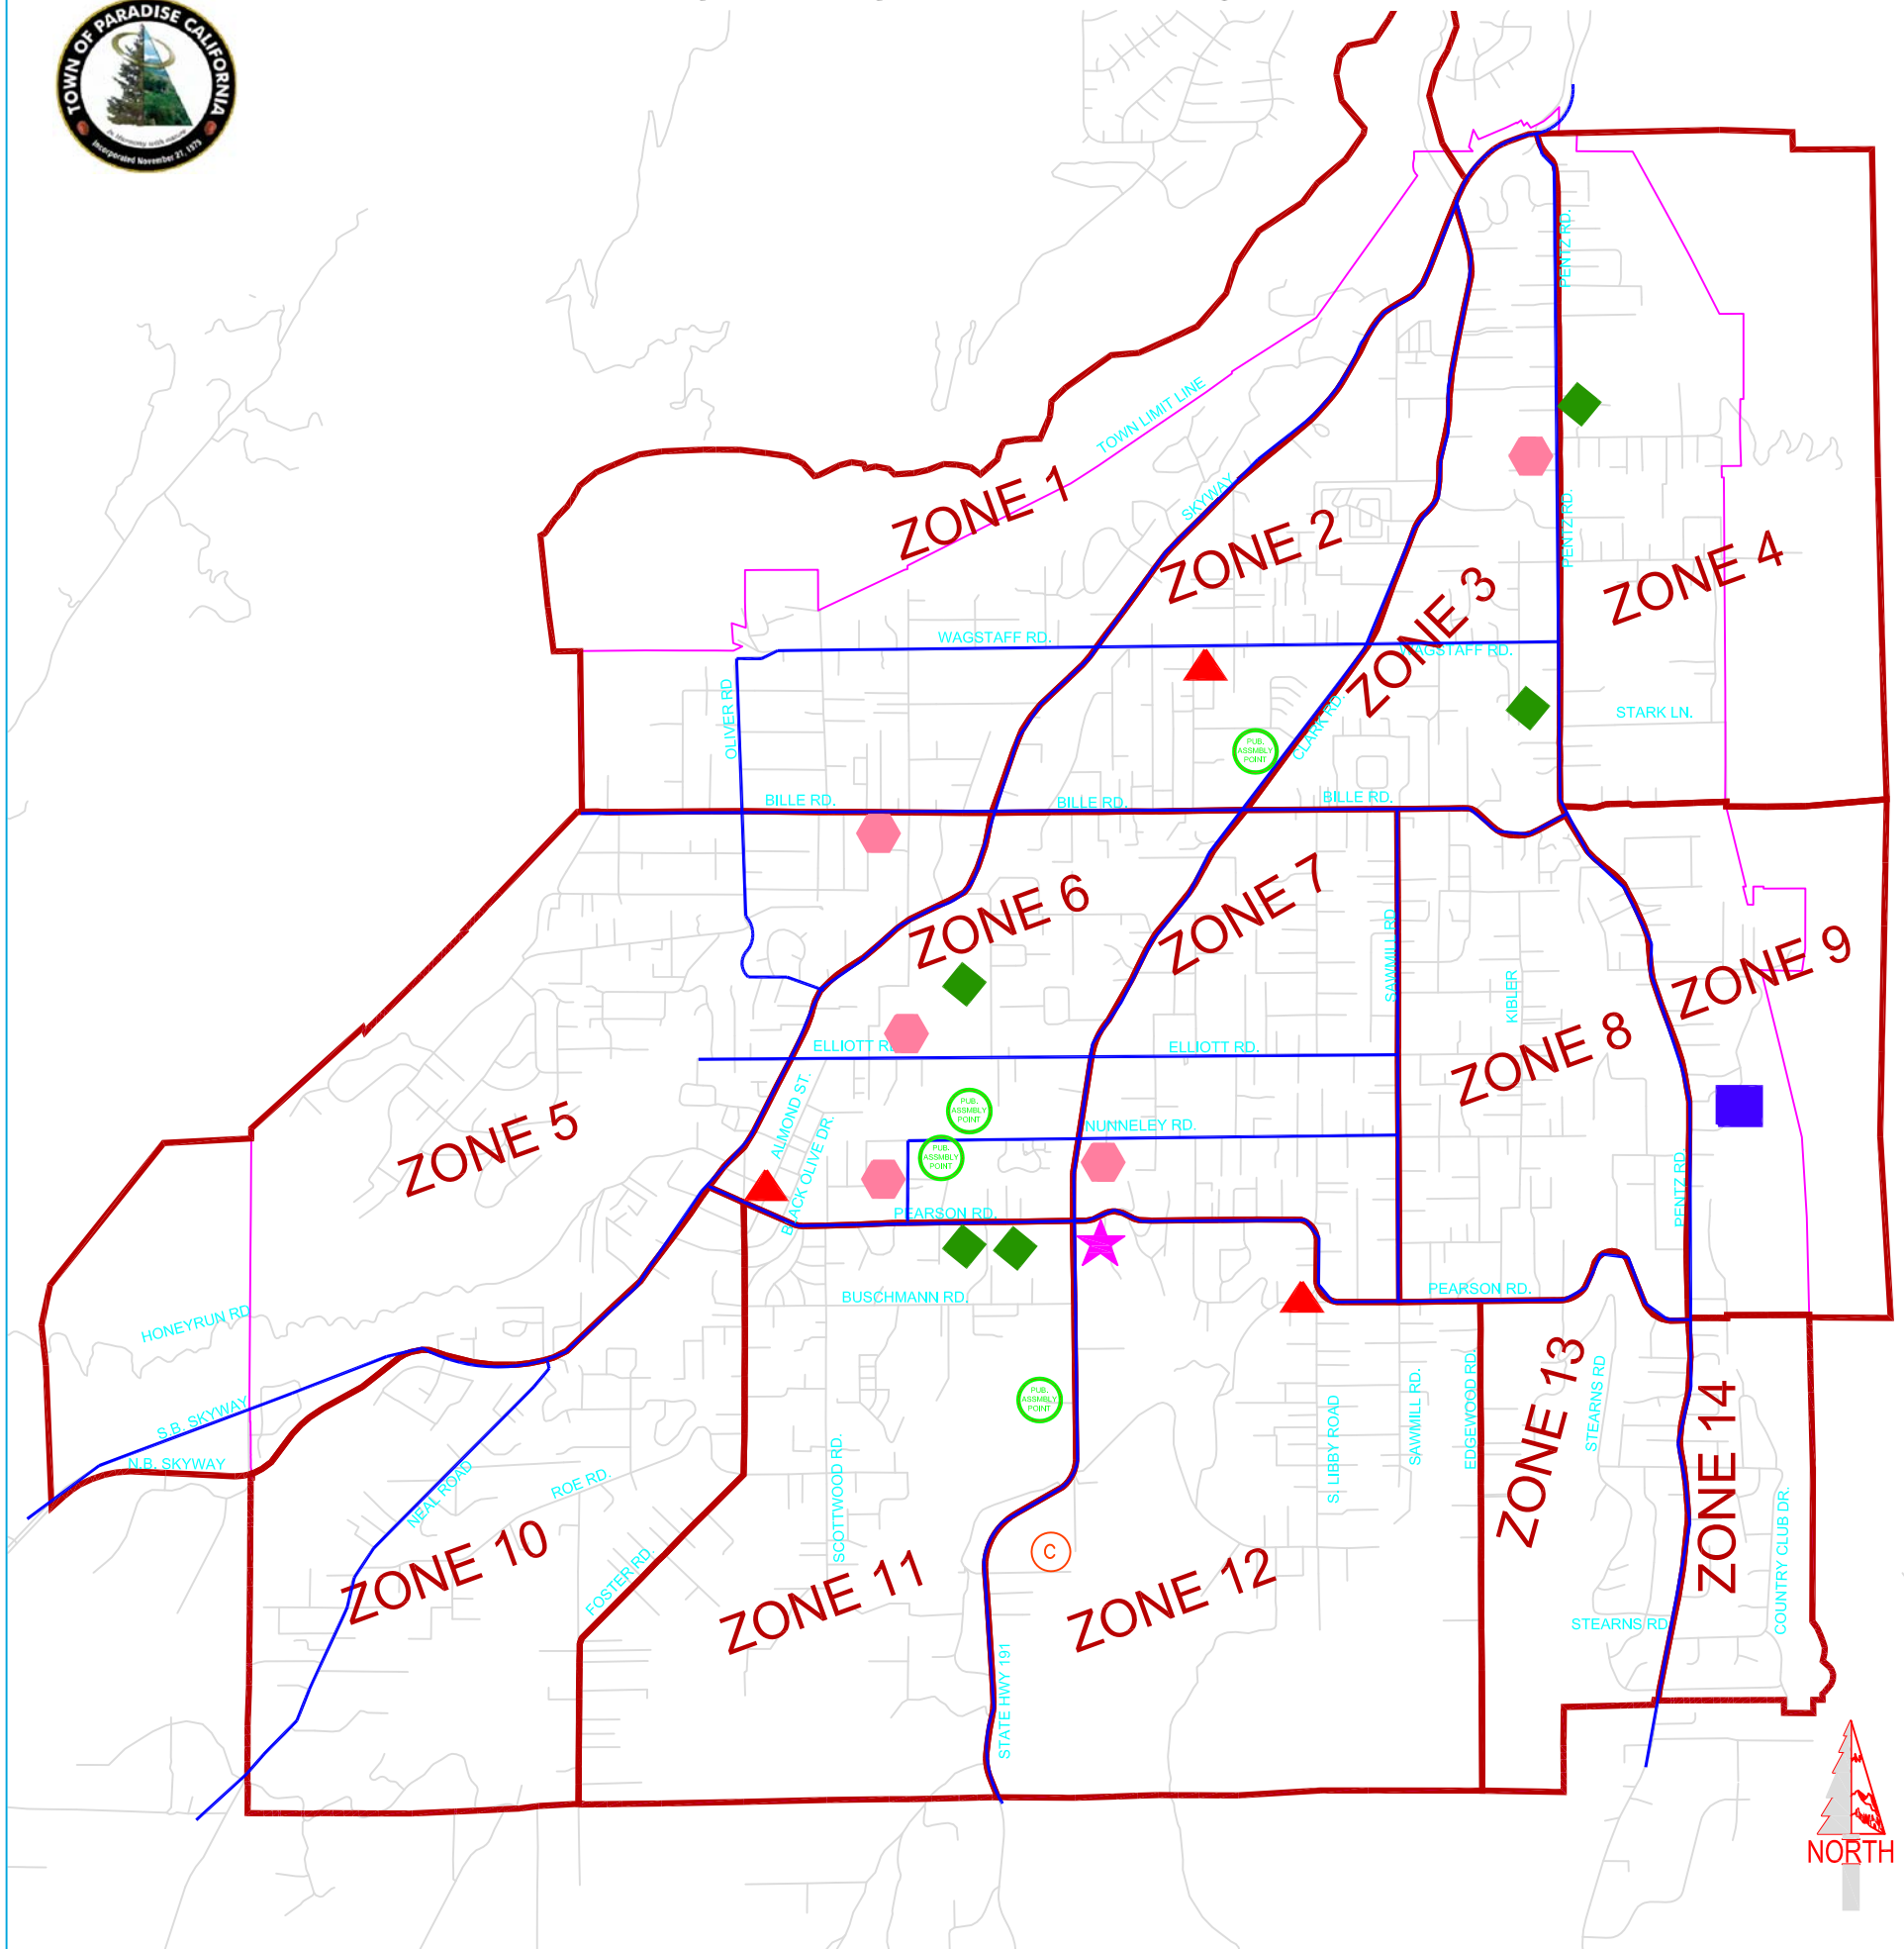 TOWN OF PARADISE CALIFORNIA
Incorporated November 27, 1979
PENTZ RD.
TOWN LIMIT LINE
ZONE 1
SKYWAY
ZONE 2
PENTZ RD.
ZONE 3
ZONE 4
WAGSTAFF RD.
WAGSTAFF RD.
OLIVER RD
CLARK RD.
STARK LN.
PUB.
ASSMBLY
POINT
BILLE RD.
BILLE RD.
BILLE RD.
ZONE 6
ZONE 7
SAWMILL RD
KIBLER
ZONE 9
ZONE 8
ELLIOTT RD.
ELLIOTT RD.
ZONE 5
ALMOND ST.
BLACK OLIVE DR.
PUB.
ASSMBLY
POINT
NUNNELEY RD.
PUB.
ASSMBLY
POINT
PENTZ RD
PEARSON RD.
BUSCHMANN RD.
PEARSON RD.
HONEYRUN RD
S.B. SKYWAY
N.B. SKYWAY
NEAL ROAD
ROE RD.
PUB.
ASSMBLY
POINT
SCOTTWOOD RD.
S. LIBBY ROAD
SAWMILL RD.
EDGEWOOD RD.
ZONE 13
STEARNS RD
ZONE 14
COUNTRY CLUB DR.
ZONE 10
FOSTER RD.
ZONE 11
C
ZONE 12
STEARNS RD
STATE HWY 191
NORTH